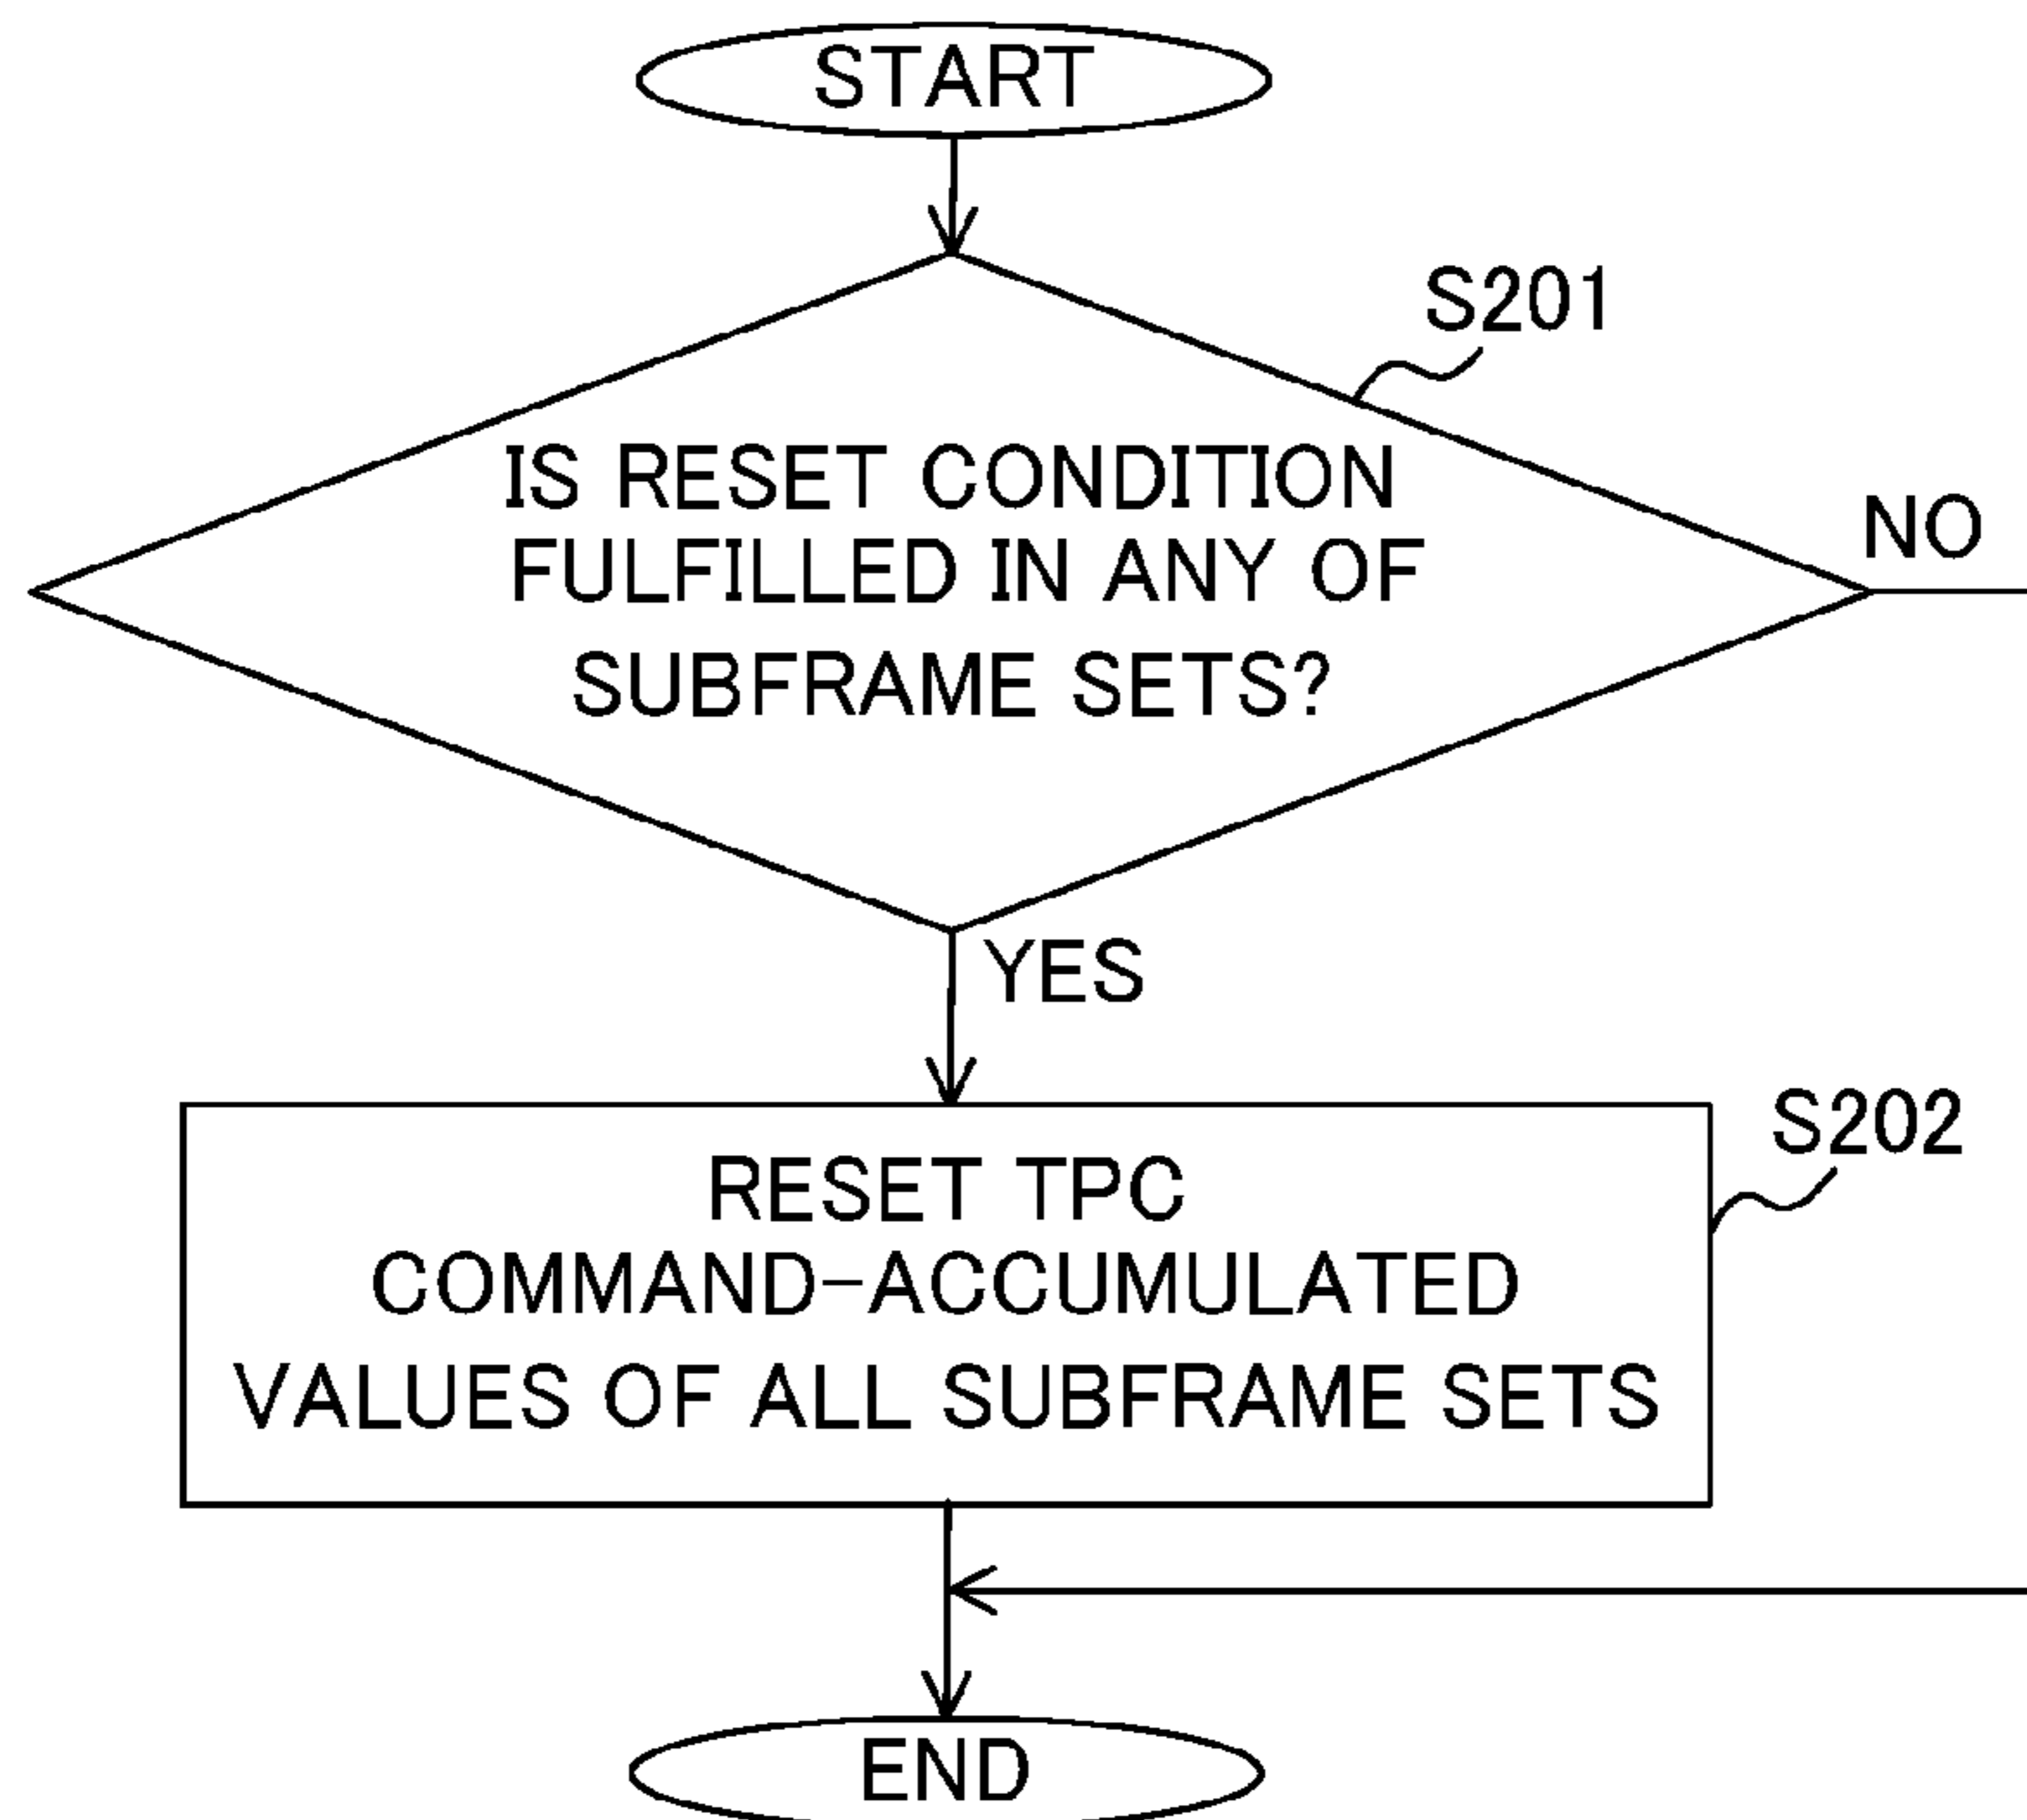 START
S201
IS RESET CONDITION
FULFILLED IN ANY OF
SUBFRAME SETS?
NO
YES
S202
RESET TPC
COMMAND-ACCUMULATED
VALUES OF ALL SUBFRAME SETS
END